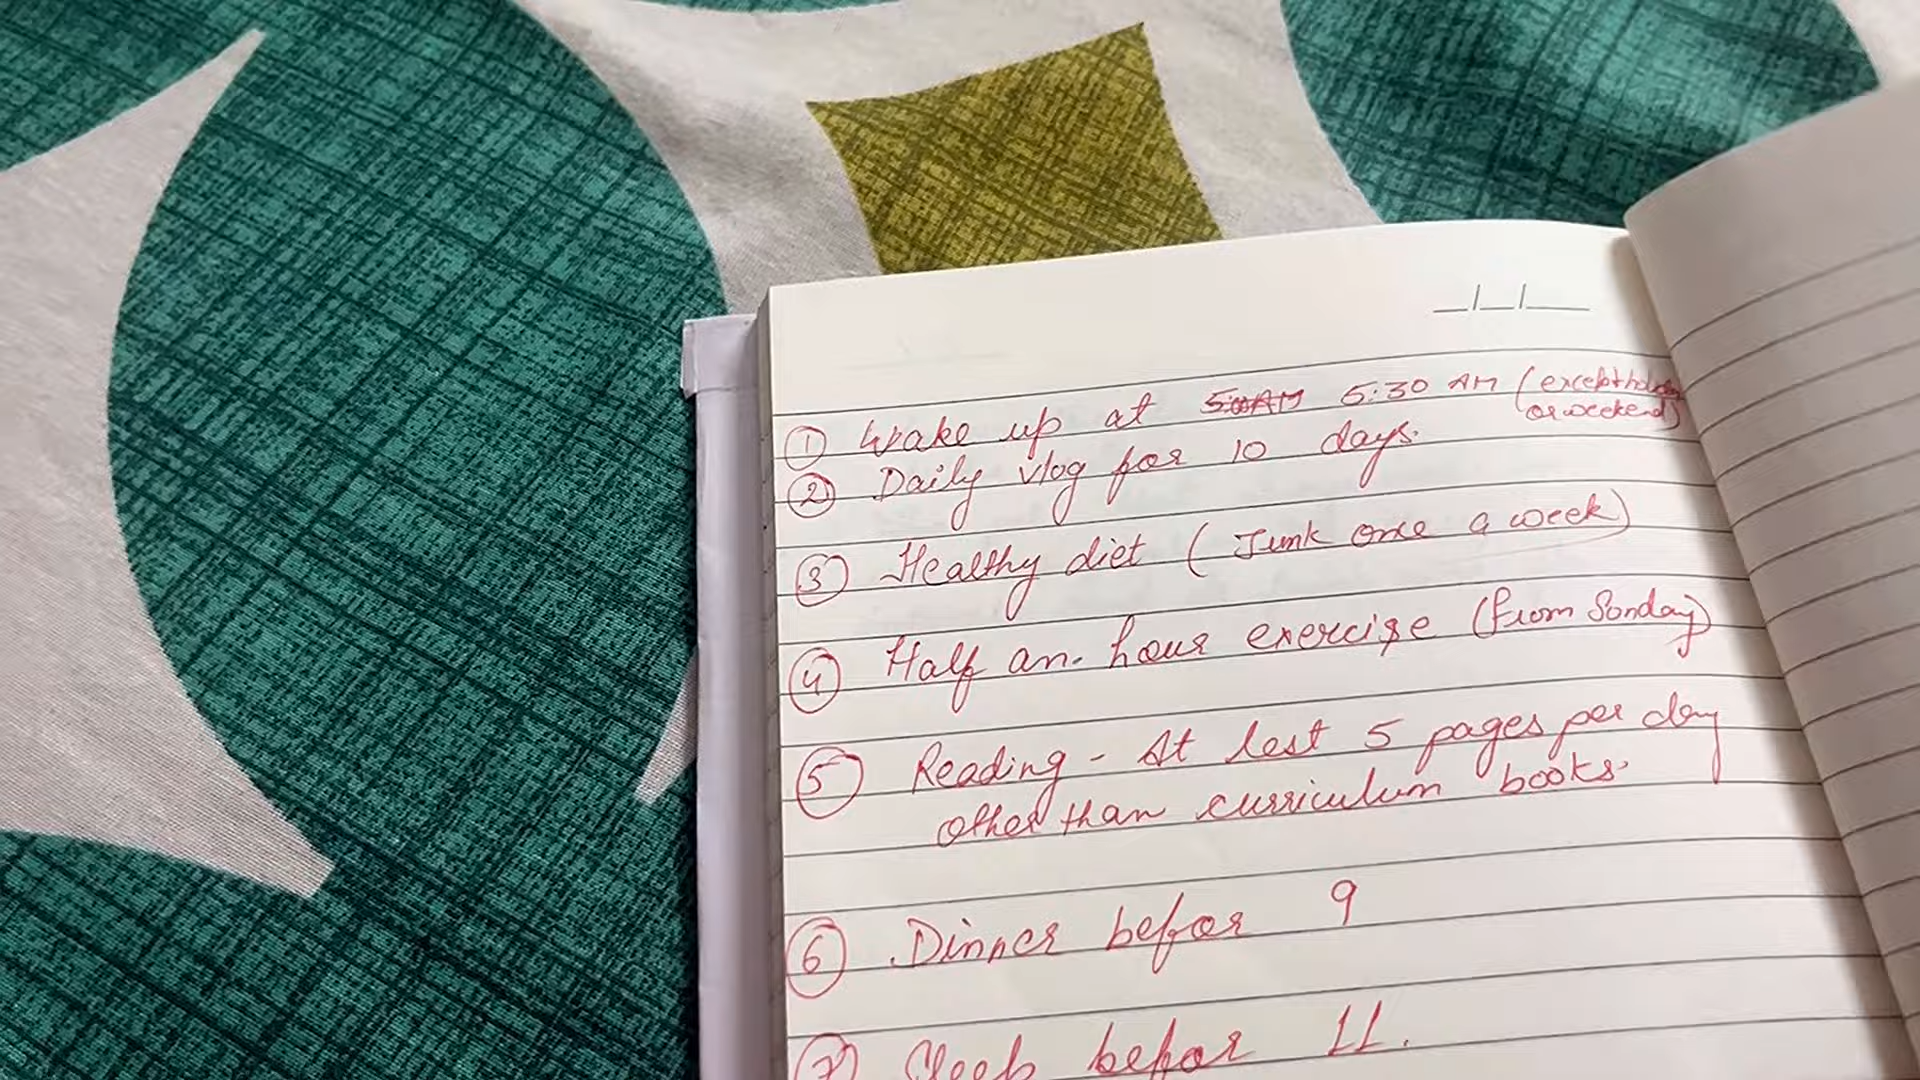 ① Wake up at 5:00AM 5:30 AM (except holiday
or weekend)
② Daily vlog for 10 days.
③ Healthy diet (Junk once a week)
④ Half an hour exercise (from Sonday)
⑤ Reading - At lest 5 pages per day
other than curriculum books.
⑥ Dinner befor 9
⑦ Sleep befor 11.